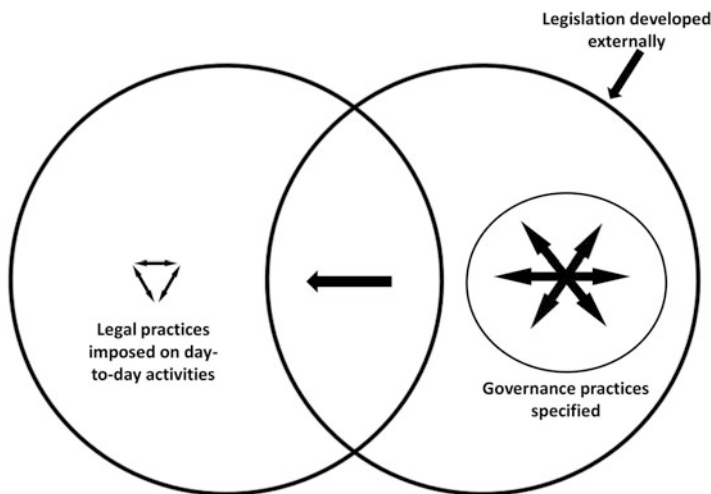 Legislation developed
externally
Legal practices
imposed on day-
to-day activities
Governance practices
specified